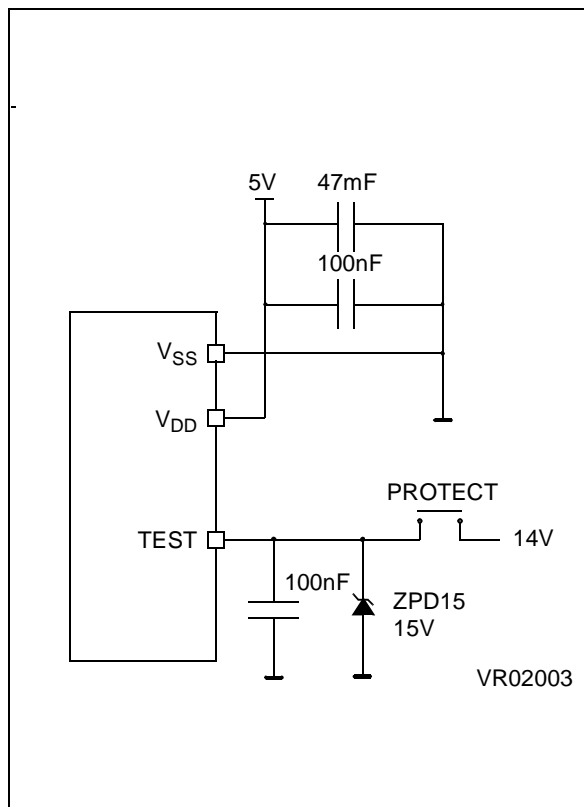 5V
47mF
100nF
VSS
VDD
PROTECT
TEST
14V
100nF
ZPD15
15V
VR02003